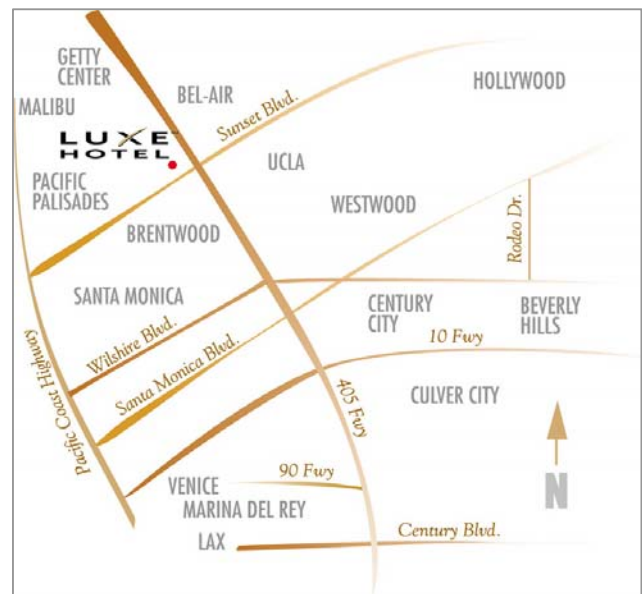 GETTY
CENTER
BEL-AIR
HOLLYWOOD
MALIBU
Sunset Blvd.
LUXE™
HOTEL
UCLA
PACIFIC
PALISADES
WESTWOOD
BRENTWOOD
Rodeo Dr.
SANTA MONICA
CENTURY
CITY
BEVERLY
HILLS
Wilshire Blvd.
10 Fwy
Santa Monica Blvd.
Pacific Coast Highway
405 Fwy
CULVER CITY
90 Fwy
VENICE
MARINA DEL REY
N
LAX
Century Blvd.